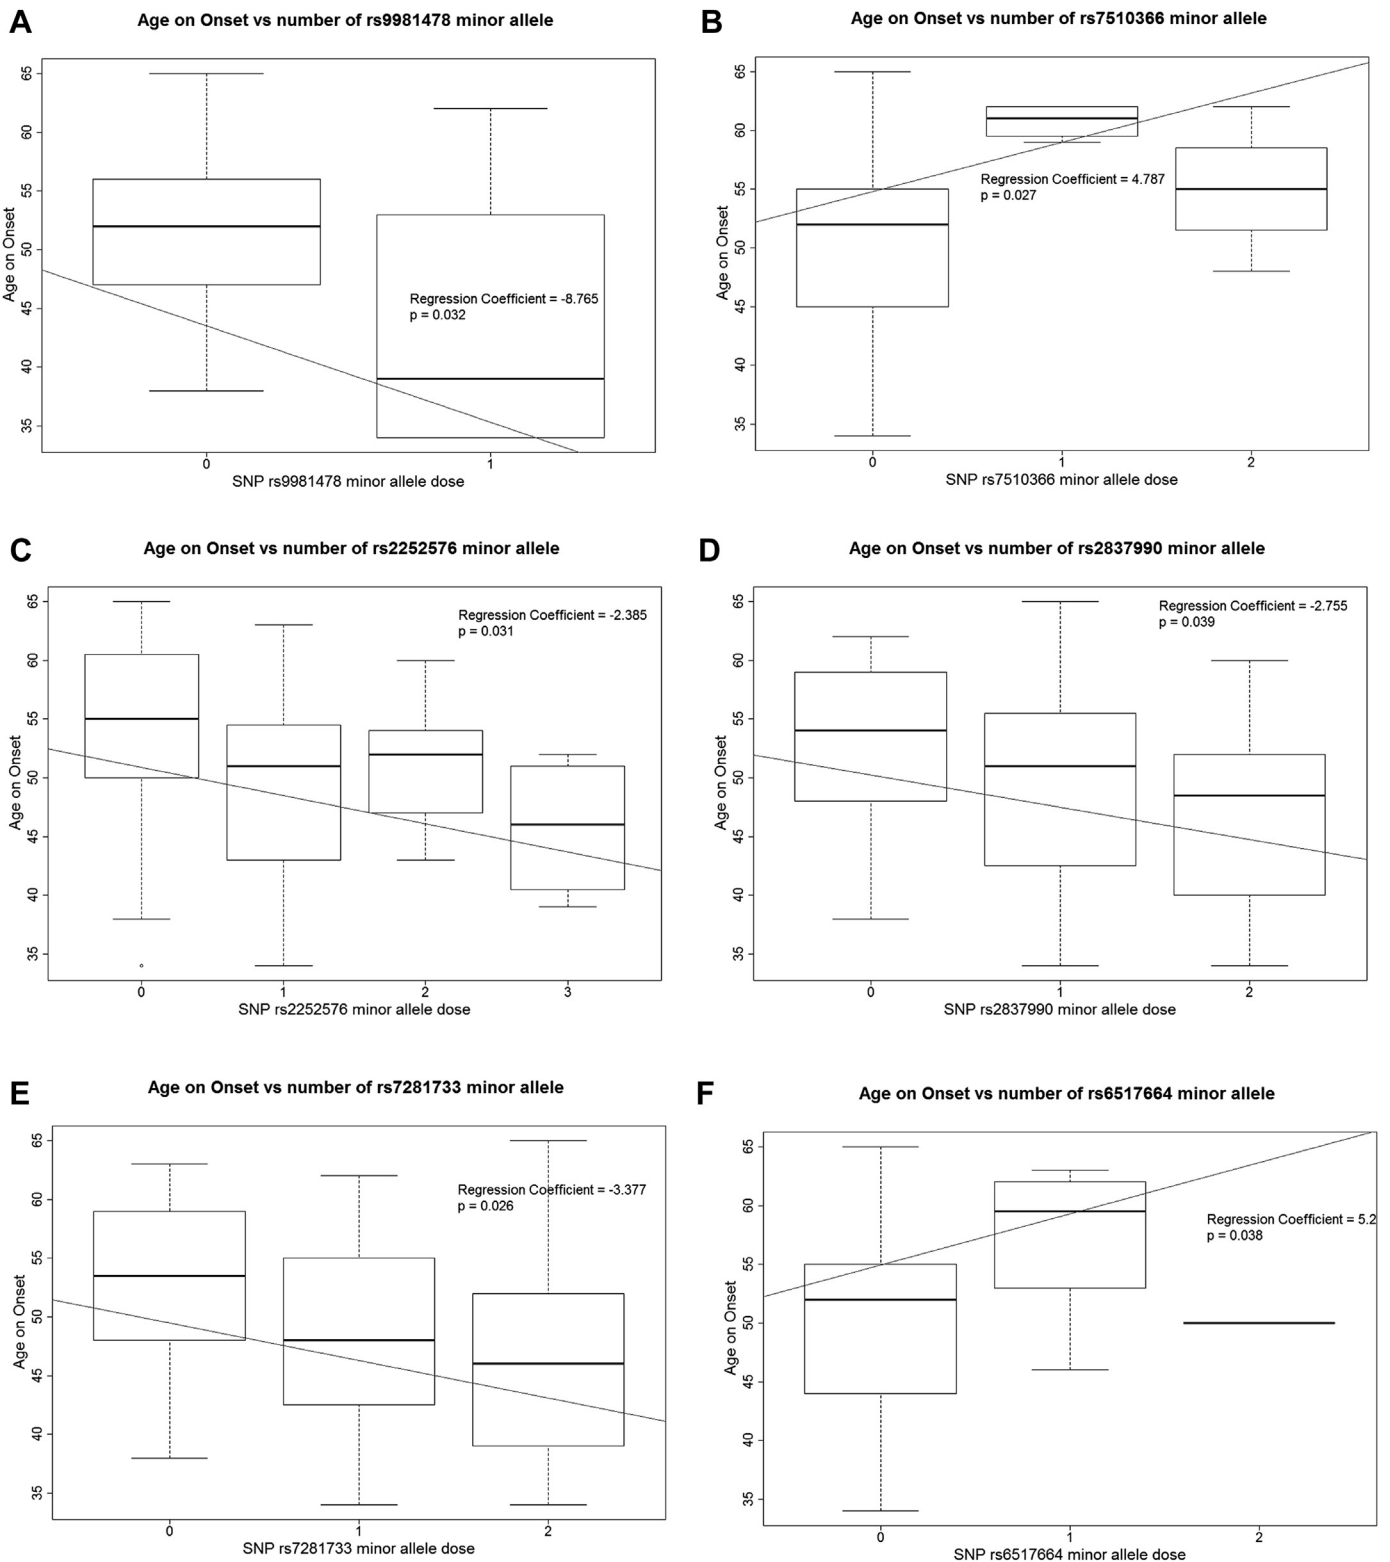 A
Age on Onset vs number of rs9981478 minor allele
65
60
55
50
45
40
35
Age on Onset
Regression Coefficient = -8.765
p = 0.032
0 1
SNP rs9981478 minor allele dose
B
Age on Onset vs number of rs7510366 minor allele
65
60
55
50
45
40
35
Age on Onset
Regression Coefficient = 4.787
p = 0.027
0 1 2
SNP rs7510366 minor allele dose
C
Age on Onset vs number of rs2252576 minor allele
65
60
55
50
45
40
35
Age on Onset
Regression Coefficient = -2.385
p = 0.031
0 1 2 3
SNP rs2252576 minor allele dose
D
Age on Onset vs number of rs2837990 minor allele
65
60
55
50
45
40
35
Age on Onset
Regression Coefficient = -2.755
p = 0.039
0 1 2
SNP rs2837990 minor allele dose
E
Age on Onset vs number of rs7281733 minor allele
65
60
55
50
45
40
35
Age on Onset
Regression Coefficient = -3.377
p = 0.026
0 1 2
SNP rs7281733 minor allele dose
F
Age on Onset vs number of rs6517664 minor allele
65
60
55
50
45
40
35
Age on Onset
Regression Coefficient = 5.2
p = 0.038
0 1 2
SNP rs6517664 minor allele dose